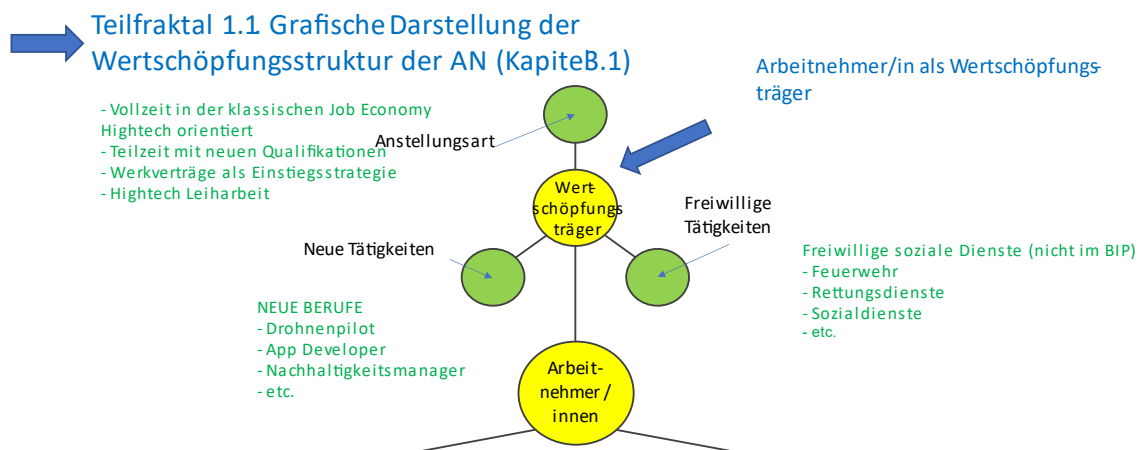 Teilfraktal 1.1. Grafische Darstellung der
Wertschöpfungsstruktur der AN (KapiteB.1)
Arbeitnehmer/in als Wertschöpfungs-
träger
- Vollzeit in der klassischen Job Economy
Hightech orientiert
- Teilzeit mit neuen Qualifikationen
- Werkverträge als Einstiegsstrategie
- Hightech Leiharbeit
Anstellungsart
Wert-
schöpfungs
träger
Freiwillige
Tätigkeiten
Neue Tätigkeiten
Freiwillige soziale Dienste (nicht im BIP)
- Feuerwehr
- Rettungsdienste
- Sozialdienste
- etc.
NEUE BERUFE
- Drohnenpilot
- App Developer
- Nachhaltigkeitsmanager
- etc.
Arbeit-
nehmer/
innen